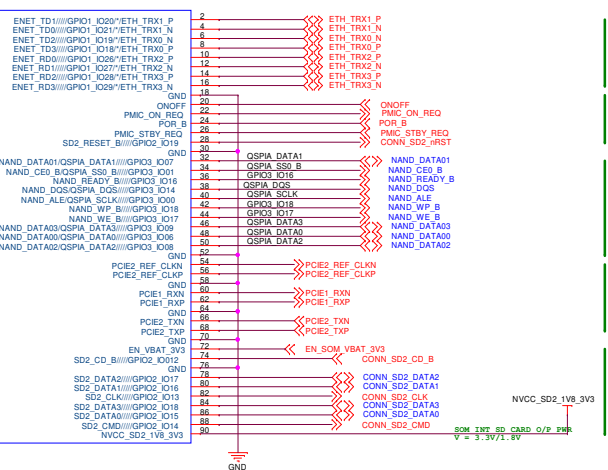 ENET_TD1/////GPIO1_IO20/*/ETH_TRX1_P 2 ETH_TRX1_P
ENET_TD0/////GPIO1_IO21/*/ETH_TRX1_N 4 ETH_TRX1_N
ENET_TD2/////GPIO1_IO19/*/ETH_TRX0_N 6 ETH_TRX0_N
ENET_TD3/////GPIO1_IO18/*/ETH_TRX0_P 8 ETH_TRX0_P
ENET_RD0/////GPIO1_IO26/*/ETH_TRX2_P 10 ETH_TRX2_P
ENET_RD1/////GPIO1_IO27/*/ETH_TRX2_N 12 ETH_TRX2_N
ENET_RD2/////GPIO1_IO28/*/ETH_TRX3_P 14 ETH_TRX3_P
ENET_RD3/////GPIO1_IO29/*/ETH_TRX3_N 16 ETH_TRX3_N
GND 18
ONOFF 20 ONOFF
PMIC_ON_REQ 22 PMIC_ON_REQ
POR_B 24 POR_B
PMIC_STBY_REQ 26 PMIC_STBY_REQ
SD2_RESET_B/////GPIO2_IO19 28 CONN_SD2_nRST
GND 30
NAND_DATA01/QSPIA_DATA1/////GPIO3_IO07 32 QSPIA_DATA1 NAND_DATA01
NAND_CE0_B/QSPIA_SS0_B/////GPIO3_IO01 34 QSPIA_SS0_B NAND_CE0_B
NAND_READY_B/////GPIO3_IO16 36 GPIO3_IO16 NAND_READY_B
NAND_DQS/QSPIA_DQS/////GPIO3_IO14 38 QSPIA_DQS NAND_DQS
NAND_ALE/QSPIA_SCLK/////GPIO3_IO00 40 QSPIA_SCLK NAND_ALE
NAND_WP_B/////GPIO3_IO18 42 GPIO3_IO18 NAND_WP_B
NAND_WE_B/////GPIO3_IO17 44 GPIO3_IO17 NAND_WE_B
NAND_DATA03/QSPIA_DATA3/////GPIO3_IO09 46 QSPIA_DATA3 NAND_DATA03
NAND_DATA00/QSPIA_DATA0/////GPIO3_IO06 48 QSPIA_DATA0 NAND_DATA00
NAND_DATA02/QSPIA_DATA2/////GPIO3_IO08 50 QSPIA_DATA2 NAND_DATA02
GND 52
PCIE2_REF_CLKN 54 PCIE2_REF_CLKN
PCIE2_REF_CLKP 56 PCIE2_REF_CLKP
GND 58
PCIE1_RXN 60 PCIE1_RXN
PCIE1_RXP 62 PCIE1_RXP
GND 64
PCIE2_TXN 66 PCIE2_TXN
PCIE2_TXP 68 PCIE2_TXP
GND 70
EN_VBAT_3V3 72 EN_SOM_VBAT_3V3
SD2_CD_B/////GPIO2_IO012 74 CONN_SD2_CD_B
GND 76
SD2_DATA2/////GPIO2_IO17 78 CONN_SD2_DATA2
SD2_DATA1/////GPIO2_IO16 80 CONN_SD2_DATA1
SD2_CLK/////GPIO2_IO13 82 CONN_SD2_CLK
SD2_DATA3/////GPIO2_IO18 84 CONN_SD2_DATA3
SD2_DATA0/////GPIO2_IO15 86 CONN_SD2_DATA0
SD2_CMD/////GPIO2_IO14 88 CONN_SD2_CMD
NVCC_SD2_1V8_3V3 90
NVCC_SD2_1V8_3V3
SOM INT SD CARD O/P PWR
V = 3.3V/1.8V
GND